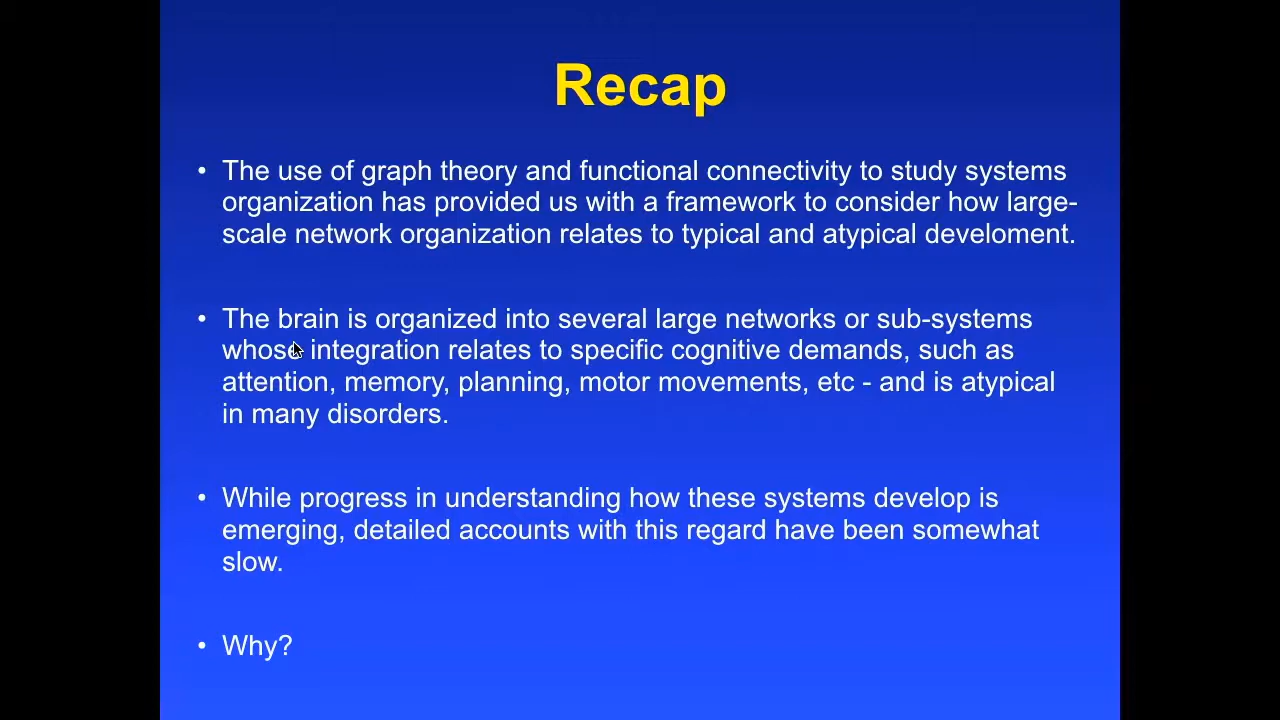 Recap
• The use of graph theory and functional connectivity to study systems
organization has provided us with a framework to consider how large-
scale network organization relates to typical and atypical develoment.
• The brain is organized into several large networks or sub-systems
whose integration relates to specific cognitive demands, such as
attention, memory, planning, motor movements, etc - and is atypical
in many disorders.
• While progress in understanding how these systems develop is
emerging, detailed accounts with this regard have been somewhat
slow.
• Why?